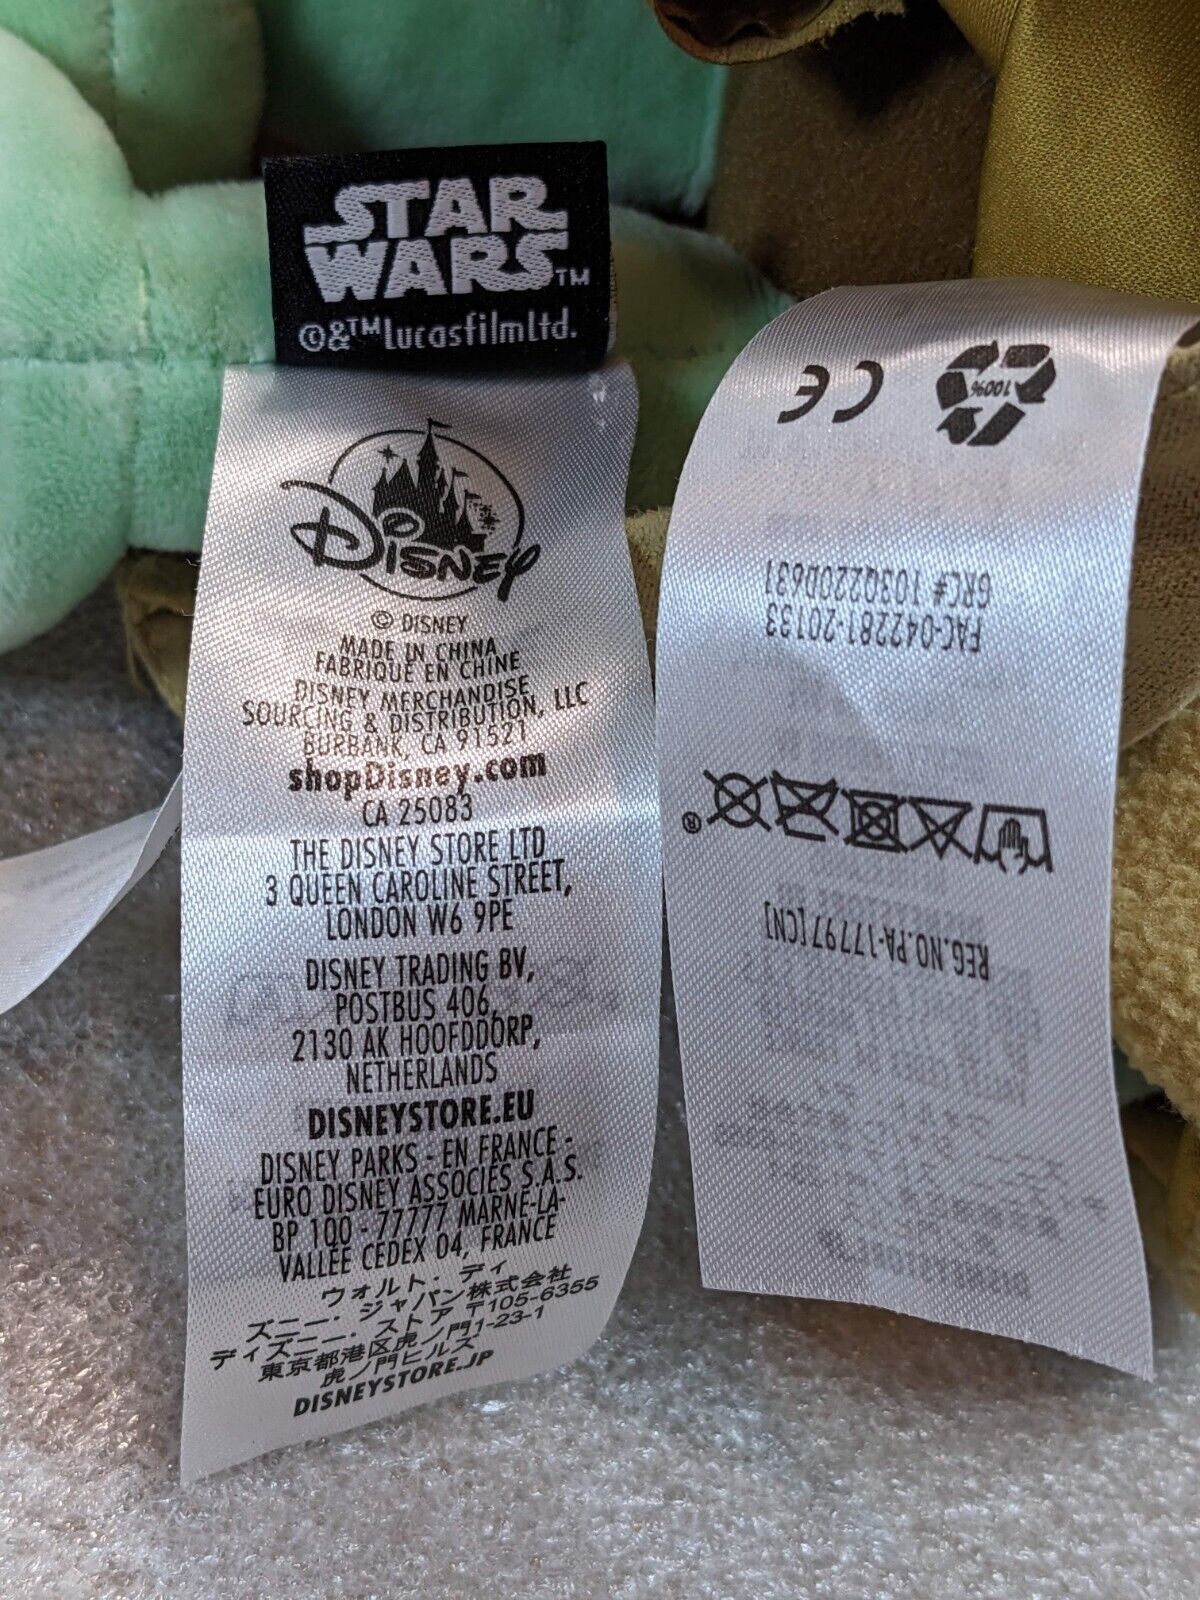 STAR
WARS™
©&™Lucasfilm Ltd.
Disney
© DISNEY
MADE IN CHINA
FABRIQUÉ EN CHINE
DISNEY MERCHANDISE
SOURCING & DISTRIBUTION, LLC
BURBANK, CA 91521
shopDisney.com
CA 25083
THE DISNEY STORE LTD
3 QUEEN CAROLINE STREET,
LONDON W6 9PE
DISNEY TRADING BV,
POSTBUS 406,
2130 AK HOOFDDORP,
NETHERLANDS
DISNEYSTORE.EU
DISNEY PARKS - EN FRANCE -
EURO DISNEY ASSOCIÉS S.A.S.
BP 100 - 77777 MARNE-LA-
VALLÉE CEDEX 04, FRANCE
ウォルト・ディ
ズニー・ジャパン株式会社
ディズニー・ストア 〒105-6355
東京都港区虎ノ門1-23-1
虎ノ門ヒルズ
DISNEYSTORE.JP
REG.NO.PA-17797[CN]
®
FAC-042281-20133
GRC# 103Q220D631
CE
100%